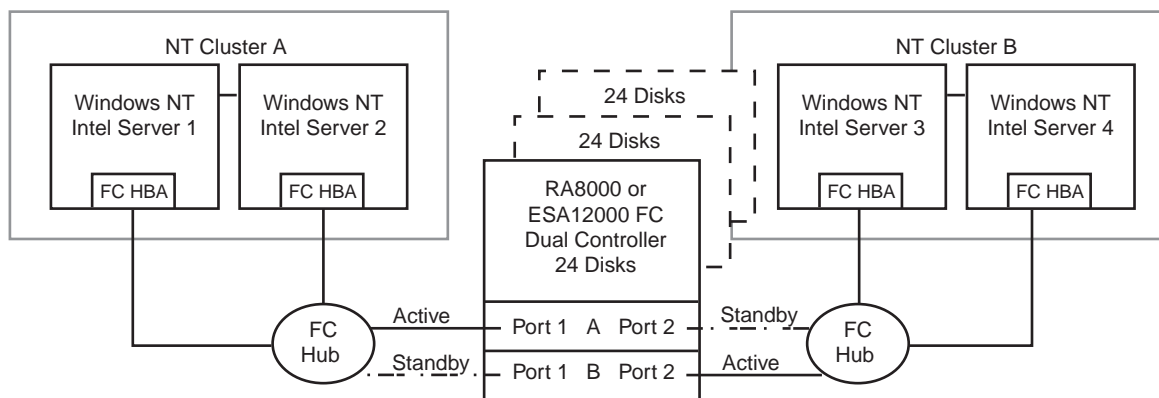 NT Cluster A
Windows NT
Intel Server 1
FC HBA
Windows NT
Intel Server 2
FC HBA
24 Disks
24 Disks
RA8000 or
ESA12000 FC
Dual Controller
24 Disks
NT Cluster B
Windows NT
Intel Server 3
FC HBA
Windows NT
Intel Server 4
FC HBA
FC
Hub
Active
Port 1 A Port 2
Standby
Standby
Port 1 B Port 2
Active
FC
Hub